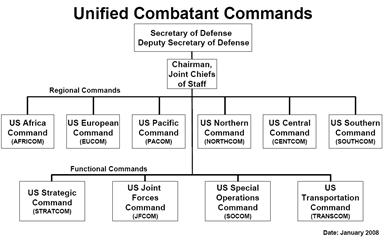 Unified Combatant Commands
Secretary of Defense
Deputy Secretary of Defense
Chairman,
Joint Chiefs
of Staff
Regional Commands
US Africa
Command
(AFRICOM)
US European
Command
(EUCOM)
US Pacific
Command
(PACOM)
US Northern
Command
(NORTHCOM)
US Central
Command
(CENTCOM)
US Southern
Command
(SOUTHCOM)
Functional Commands
US Strategic
Command
(STRATCOM)
US Joint
Forces
Command
(JFCOM)
US Special
Operations
Command
(SOCOM)
US
Transportation
Command
(TRANSCOM)
Date: January 2008